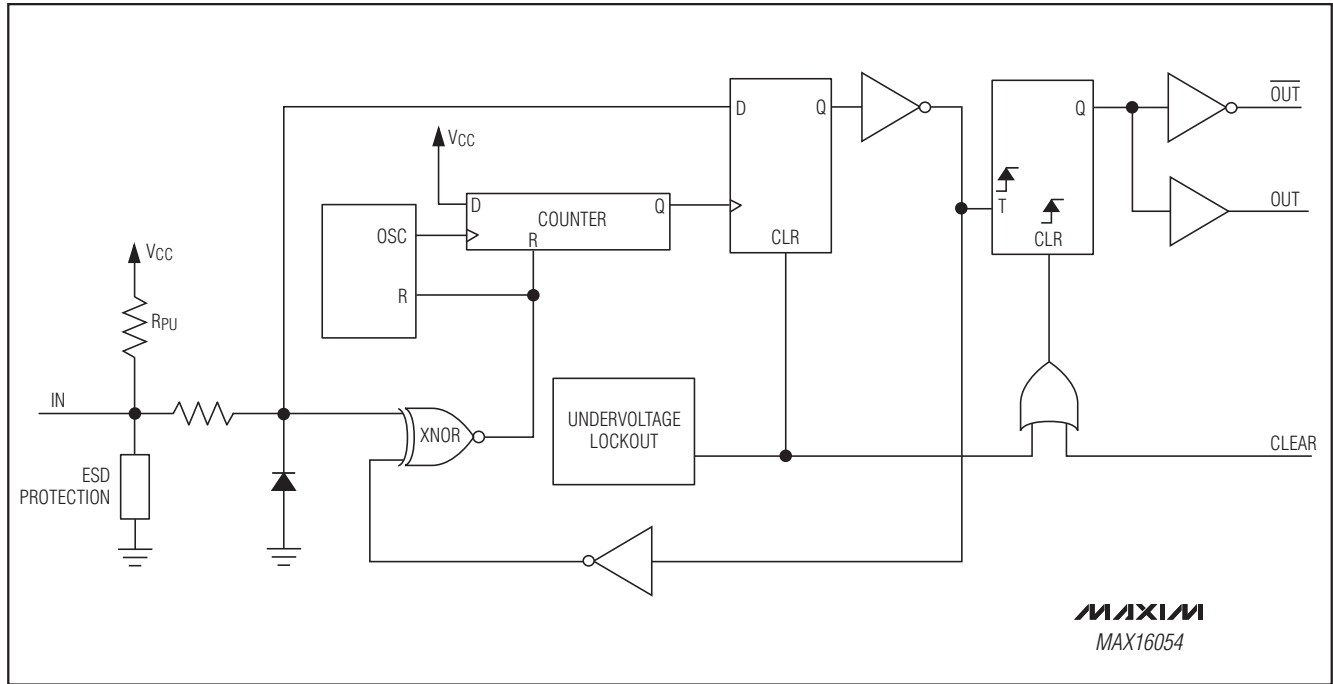 D
Q
Q
OUT
VCC
D
COUNTER
Q
OSC
R
CLR
T
CLR
OUT
VCC
R
RPU
IN
XNOR
UNDERVOLTAGE
LOCKOUT
CLEAR
ESD
PROTECTION
MAXIM
MAX16054